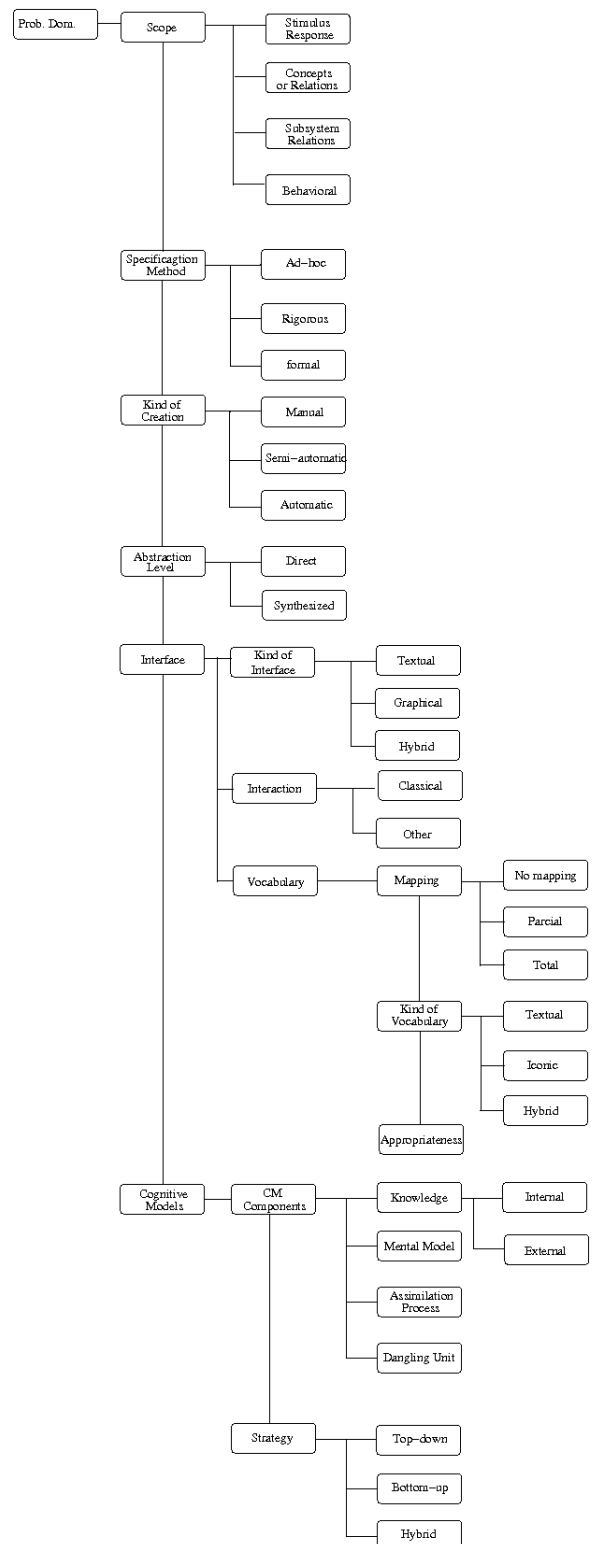 Prob. Dom.
Scope
Stimulus
Response
Concepts
or Relations
Subsystem
Relations
Behavioral
Specificagtion
Method
Ad-hoc
Rigorous
formal
Kind of
Creation
Manual
Semi-automatic
Automatic
Abstraction
Level
Direct
Synthesized
Interface
Kind of
Interface
Textual
Graphical
Hybrid
Interaction
Classical
Other
Vocabulary
Mapping
No mapping
Parcial
Total
Kind of
Vocabulary
Textual
Iconic
Hybrid
Appropriateness
Cognitive
Models
CM
Components
Knowledge
Internal
External
Mental Model
Assimilation
Process
Dangling Unit
Strategy
Top-down
Bottom-up
Hybrid